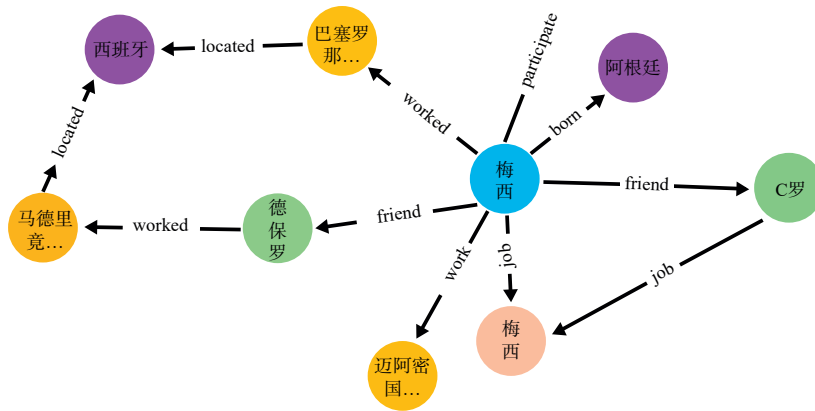 西班牙
located
巴塞罗
那…
participate
阿根廷
worked
born
located
梅
西
friend
C罗
马德里
竟…
worked
德
保
罗
friend
work
job
job
梅
西
迈阿密
国…